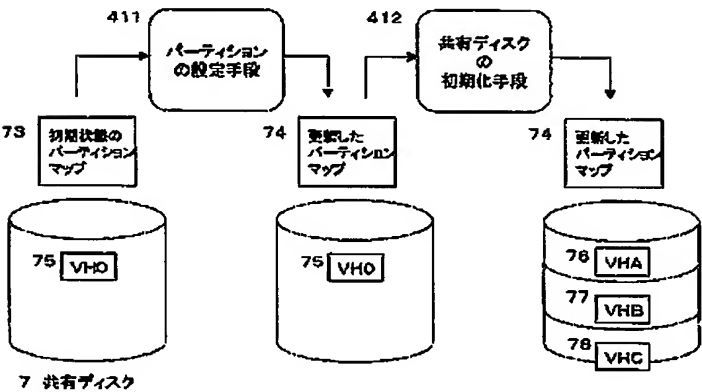 411
パーティション
の設定手段
412
共有ディスク
の
初期化手段
73
初期状態の
パーティション
マップ
74
更新した
パーティション
マップ
74
更新した
パーティション
マップ
75
VHO
75
VHO
76
VHA
77
VHB
78
VHC
7 共有ディスク